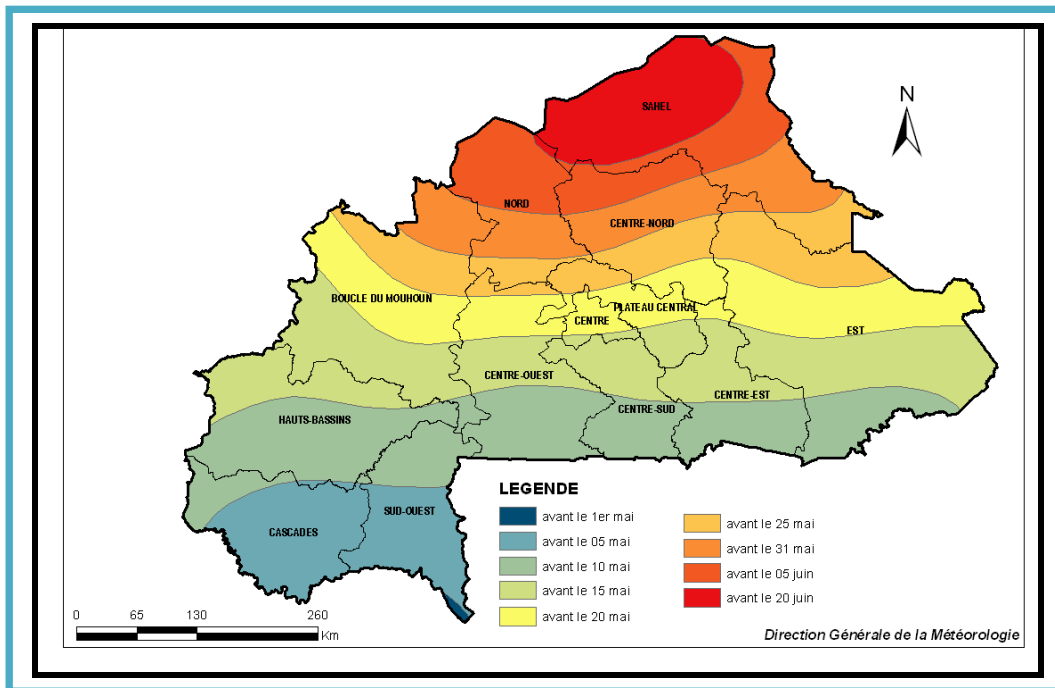 N
SAHEL
NORD
CENTRE-NORD
BOUCLE DU MOUHOUN
PLATEAU CENTRAL
CENTRE
EST
CENTRE-OUEST
CENTRE-EST
CENTRE-SUD
HAUTS-BASSINS
SUD-OUEST
CASCADES
LEGENDE
avant le 1er mai
avant le 05 mai
avant le 10 mai
avant le 15 mai
avant le 20 mai
avant le 25 mai
avant le 31 mai
avant le 05 juin
avant le 20 juin
0 65 130 260
Km
Direction Générale de la Météorologie